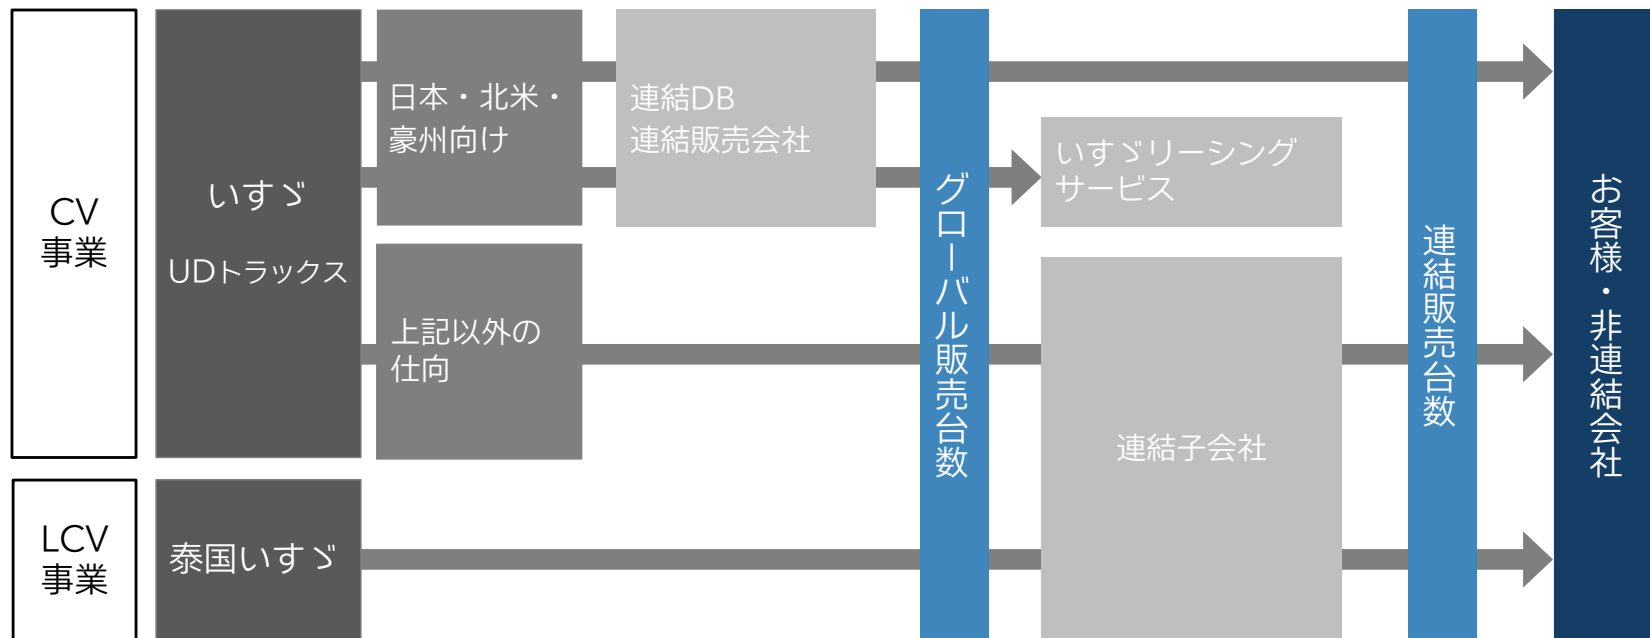 CV
事業
いすゞ
UDトラックス
日本・北米・
豪州向け
連結DB
連結販売会社
上記以外の
仕向
グローバル販売台数
いすゞリーシング
サービス
連結子会社
連結販売台数
お客様・非連結会社
LCV
事業
泰国いすゞ